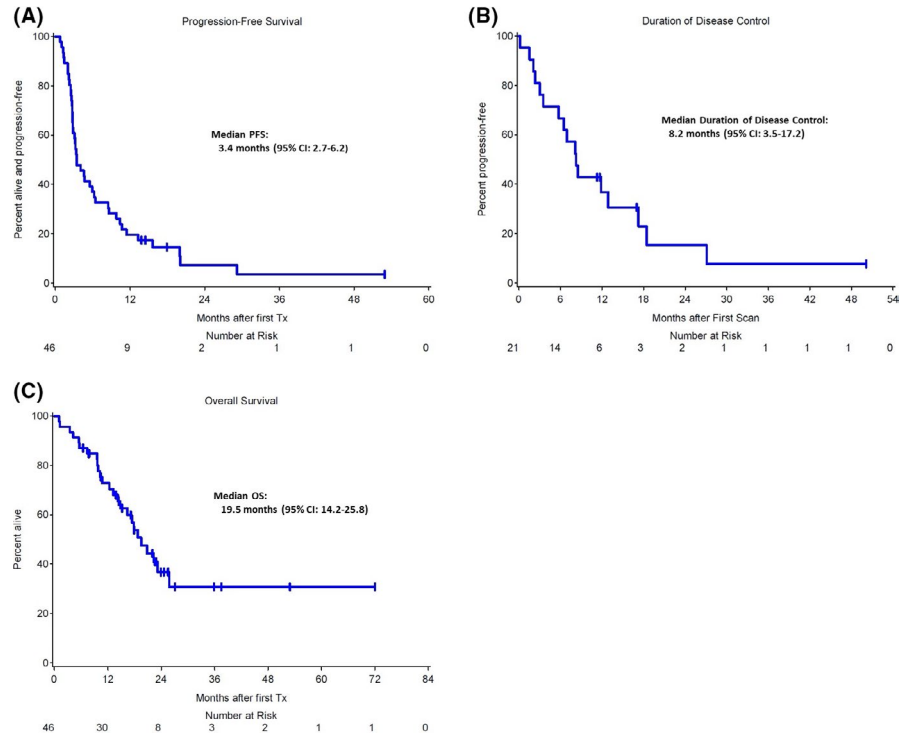 (A)
Progression-Free Survival
Percent alive and progression-free
100
80
60
40
20
0
Median PFS:
3.4 months (95% CI: 2.7-6.2)
0 12 24 36 48 60
Months after first Tx
Number at Risk
46 9 2 1 1 0
(B)
Duration of Disease Control
Percent progression-free
100
80
60
40
20
0
Median Duration of Disease Control:
8.2 months (95% CI: 3.5-17.2)
0 6 12 18 24 30 36 42 48 54
Months after First Scan
Number at Risk
21 14 6 3 2 1 1 1 1 0
(C)
Overall Survival
Percent alive
100
80
60
40
20
0
Median OS:
19.5 months (95% CI: 14.2-25.8)
0 12 24 36 48 60 72 84
Months after first Tx
Number at Risk
46 30 8 3 2 1 1 0